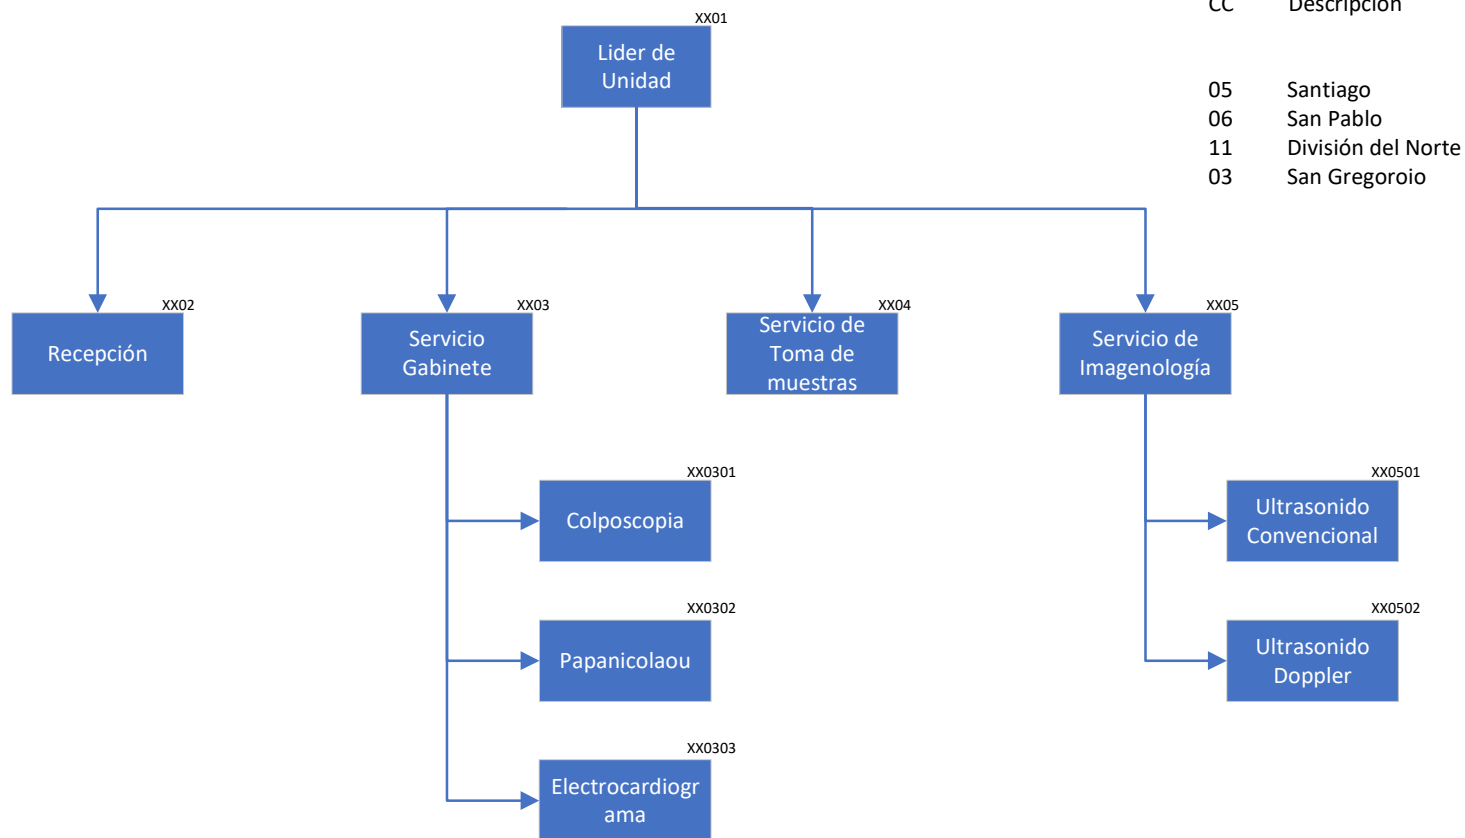 CC Descripción
XX01
Lider de
Unidad
05 Santiago
06 San Pablo
11 División del Norte
03 San Gregoroio
XX02
Recepción
XX03
Servicio
Gabinete
XX04
Servicio de
Toma de
muestras
XX05
Servicio de
Imagenología
XX0301
Colposcopia
XX0302
Papanicolaou
XX0303
Electrocardiogr
ama
XX0501
Ultrasonido
Convencional
XX0502
Ultrasonido
Doppler